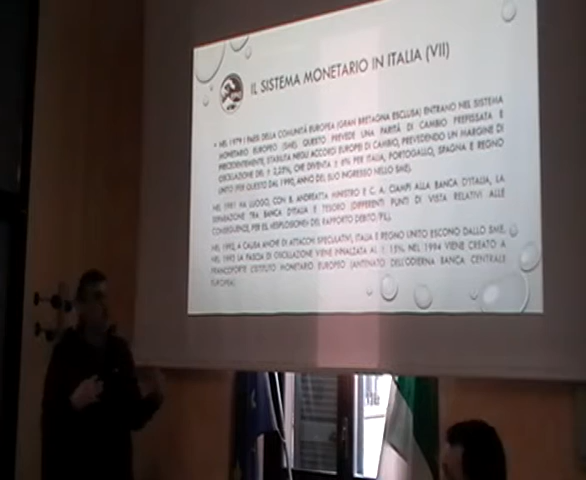 IL SISTEMA MONETARIO IN ITALIA (VII)
• NEL 1979 I PAESI DELLA COMUNITÀ EUROPEA (GRAN BRETAGNA ESCLUSA) ENTRANO NEL SISTEMA
MONETARIO EUROPEO (SME). QUESTO PREVEDE UNA PARITÀ DI CAMBIO PREFISSATA E
PRECEDENTEMENTE STABILITA NEGLI ACCORDI EUROPEI DI CAMBIO, PREVEDENDO UN MARGINE DI
OSCILLAZIONE DEL ± 2,25%, CHE DIVENTA ± 6% PER ITALIA, PORTOGALLO, SPAGNA E REGNO
UNITO (PER QUESTO DAL 1990, ANNO DEL SUO INGRESSO NELLO SME).
NEL 1981 HA LUOGO, CON B. ANDREATTA MINISTRO E C. A. CIAMPI ALLA BANCA D'ITALIA, LA
SEPARAZIONE TRA BANCA D'ITALIA E TESORO (DIFFERENTI PUNTI DI VISTA RELATIVI ALLE
CONSEGUENZE, PER ES. «ESPLOSIONE» DEL RAPPORTO DEBITO/PIL).
NEL 1992, A CAUSA ANCHE DI ATTACCHI SPECULATIVI, ITALIA E REGNO UNITO ESCONO DALLO SME.
NEL 1993 LA FASCIA DI OSCILLAZIONE VIENE INNALZATA AL ± 15%. NEL 1994 VIENE CREATO A
FRANCOFORTE L'ISTITUTO MONETARIO EUROPEO (ANTENATO DELL'ODIERNA BANCA CENTRALE
EUROPEA).